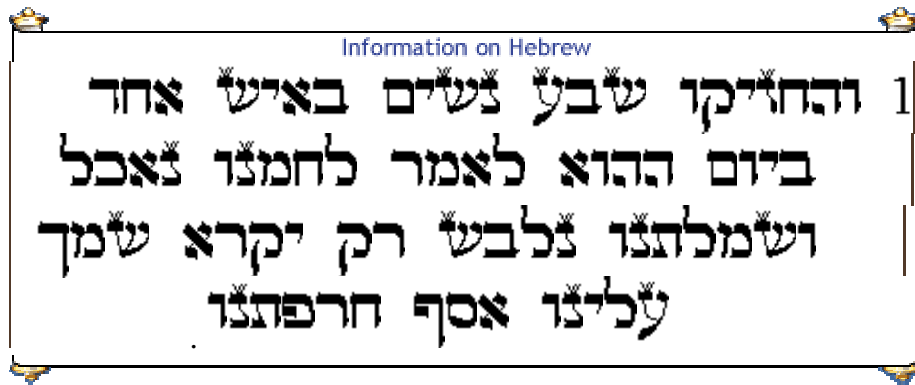 Information on Hebrew
1 והחזיקו שבע נשים באיש אחד
ביום ההוא לאמר לחמנו נאכל
ושמלתנו נלבש רק יקרא שמך
עלינו אסף חרפתנו.